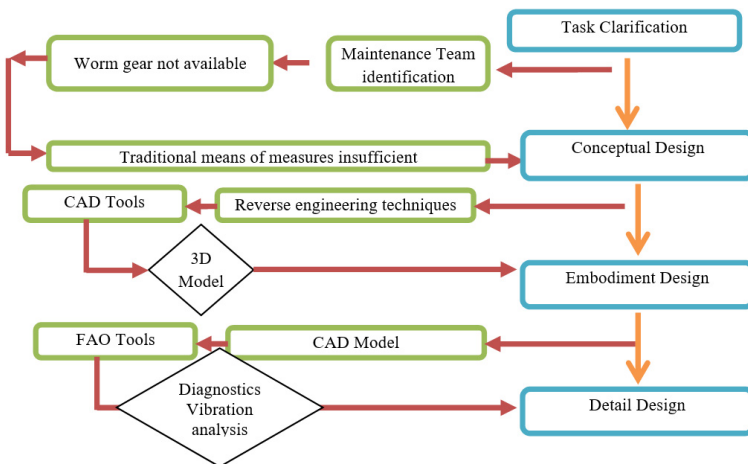 Task Clarification
Maintenance Team
identification
Worm gear not available
Traditional means of measures insufficient
Conceptual Design
Reverse engineering techniques
CAD Tools
3D
Model
Embodiment Design
CAD Model
FAO Tools
Diagnostics
Vibration
analysis
Detail Design